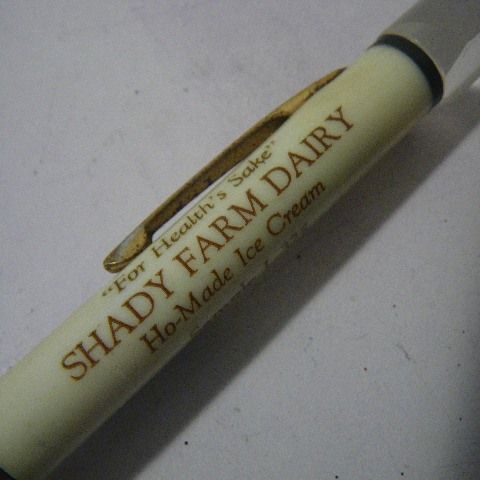 "For Health's Sake"
SHADY FARM DAIRY
Ho-Made Ice Cream